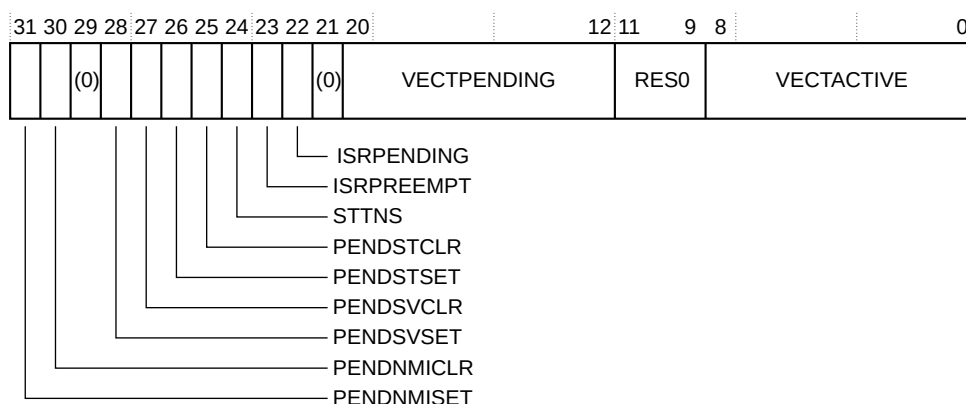 31 30 29 28 27 26 25 24 23 22 21 20 12 11 9 8 0
(0) (0) VECTPENDING RES0 VECTACTIVE
ISRPENDING
ISRPREEMPT
STTNS
PENDSTCLR
PENDSTSET
PENDSVCLR
PENDSVSET
PENDNMICLR
PENDNMISET